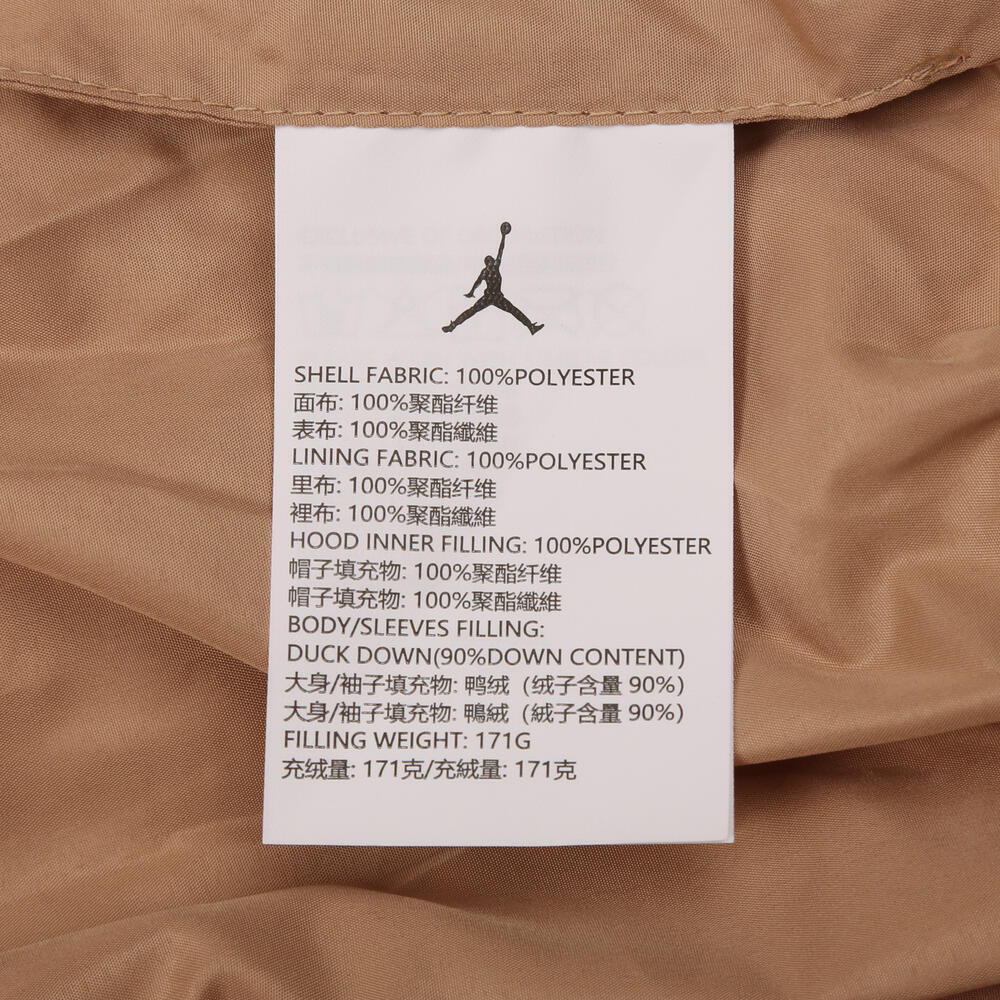 SHELL FABRIC: 100%POLYESTER
面布: 100%聚酯纤维
表布: 100%聚酯纖維
LINING FABRIC: 100%POLYESTER
里布: 100%聚酯纤维
裡布: 100%聚酯纖維
HOOD INNER FILLING: 100%POLYESTER
帽子填充物: 100%聚酯纤维
帽子填充物: 100%聚酯纖維
BODY/SLEEVES FILLING:
DUCK DOWN(90%DOWN CONTENT)
大身/袖子填充物: 鸭绒（绒子含量 90%）
大身/袖子填充物: 鴨絨（絨子含量 90%）
FILLING WEIGHT: 171G
充绒量: 171克/充絨量: 171克